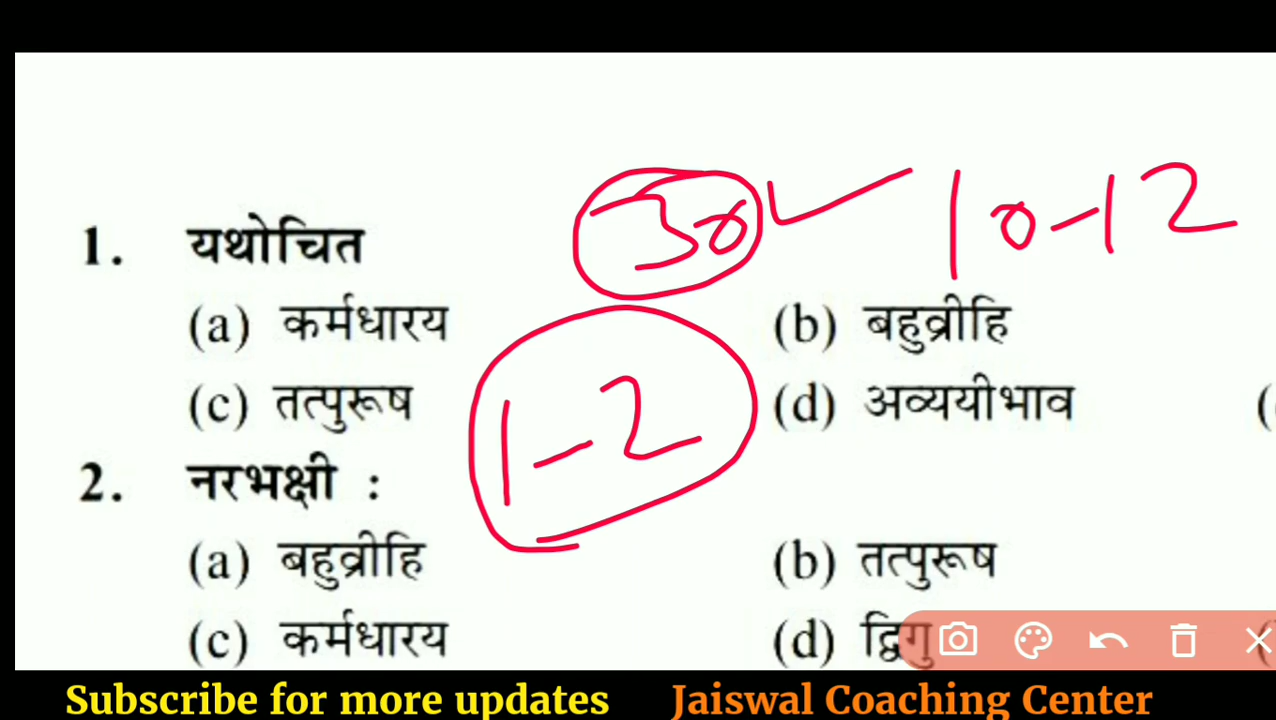 30 10-12
1. यथोचित
(a) कर्मधारय (b) बहुव्रीहि
(c) तत्पुरूष (d) अव्ययीभाव
1-2
2. नरभक्षी :
(a) बहुव्रीहि (b) तत्पुरूष
(c) कर्मधारय (d) द्विगु
Subscribe for more updates Jaiswal Coaching Center